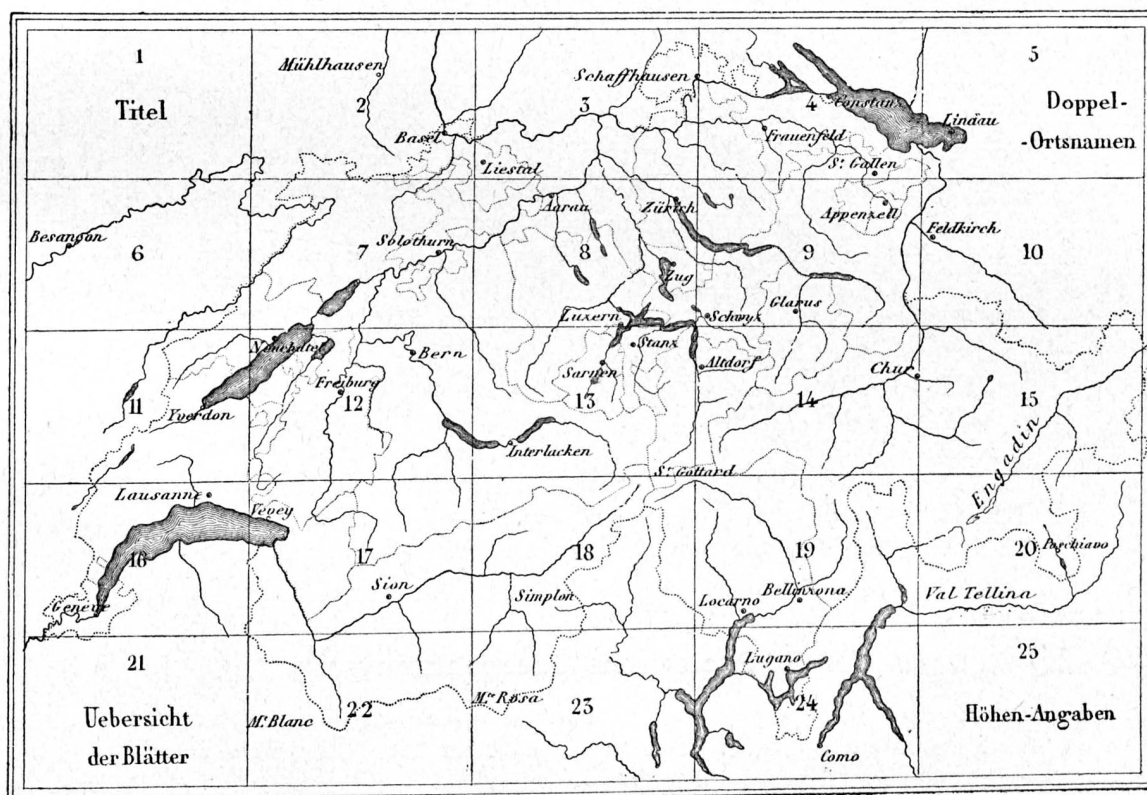 1
Titel
Mühlhausen
2
Basel
3
Schaffhausen
Liestal
4
Constanz
Lindau
Frauenfeld
St. Gallen
5
Doppel-
-Ortsnamen
Besançon
6
7
Solothurn
Aarau
8
Zürich
Zug
Luzern
Schwyz
9
Glarus
Appenzell
Feldkirch
10
11
Yverdon
Neuchatel
Freiburg
12
Bern
Interlacken
Stanz
Sarnen
13
Altdorf
St. Gottard
14
Chur
15
Engadin
Lausanne
Vevey
16
Genève
17
Sion
18
Simplon
19
Bellinzona
Locarno
20
Poschiavo
Val Tellina
21
Uebersicht
der Blätter
Mt. Blanc
22
Mte. Rosa
23
Lugano
24
Como
25
Höhen-Angaben